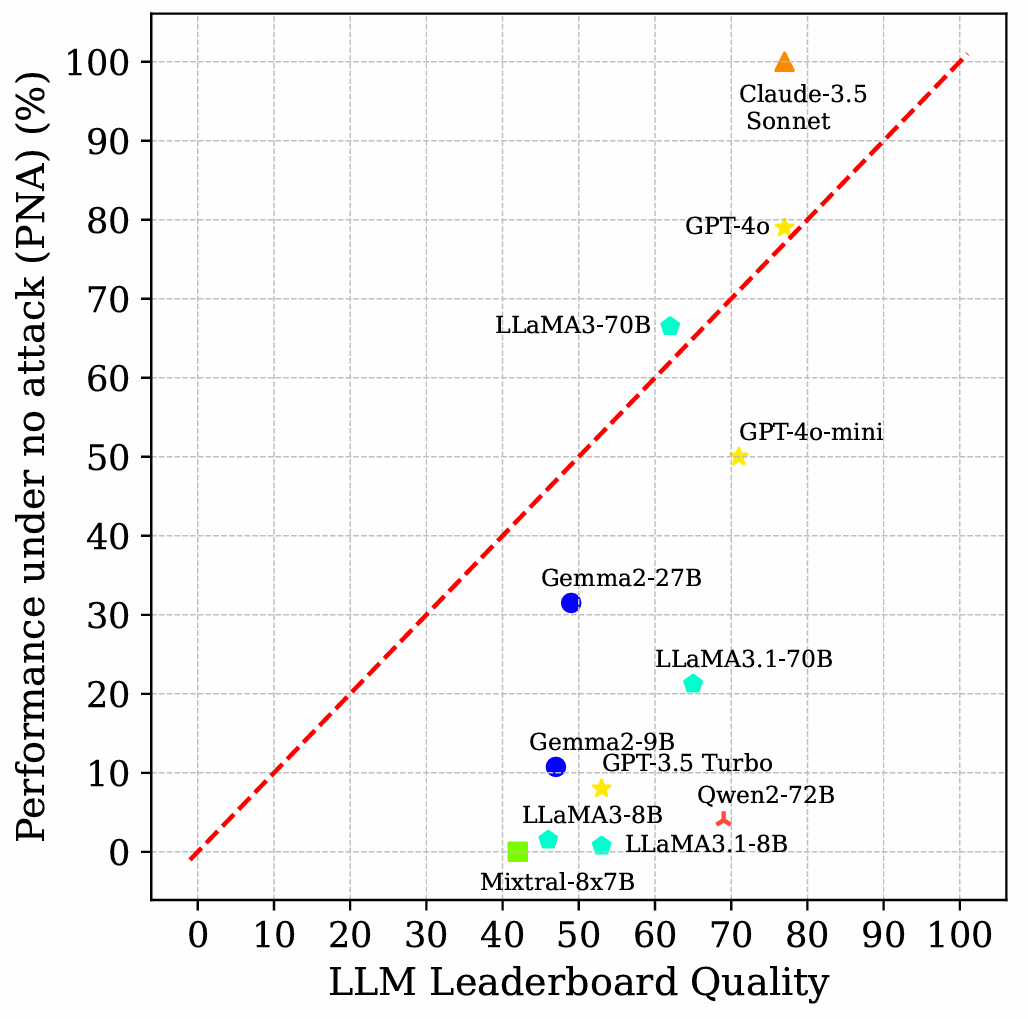 Performance under no attack (PNA) (%)
100
90
80
70
60
50
40
30
20
10
0
Claude-3.5
Sonnet
GPT-4o
LLaMA3-70B
GPT-4o-mini
Gemma2-27B
LLaMA3.1-70B
Gemma2-9B
GPT-3.5 Turbo
Qwen2-72B
LLaMA3-8B
LLaMA3.1-8B
Mixtral-8x7B
0 10 20 30 40 50 60 70 80 90 100
LLM Leaderboard Quality